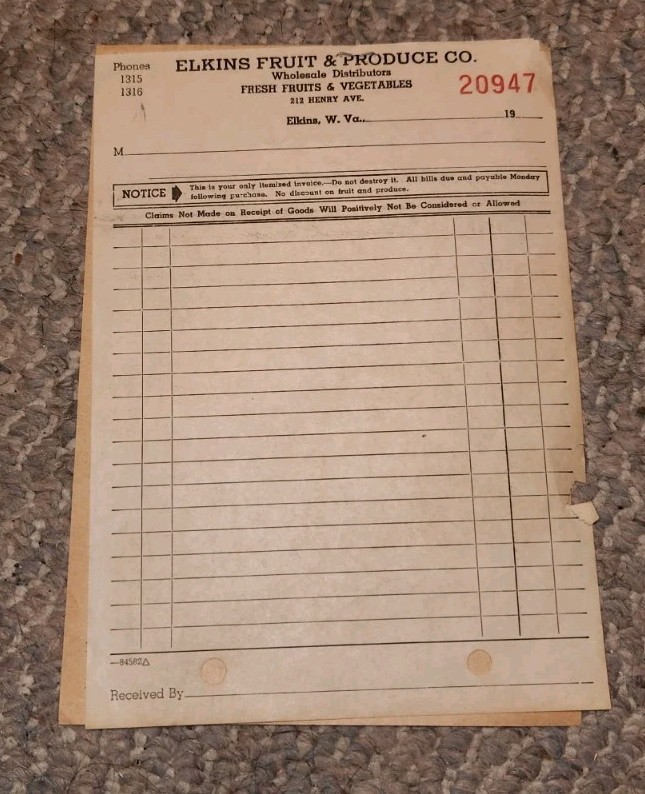 Phones
1315
1316
ELKINS FRUIT & PRODUCE CO.
Wholesale Distributors
FRESH FRUITS & VEGETABLES
212 HENRY AVE.
20947
Elkins, W. Va., 19
M
NOTICE This is your only itemized invoice.—Do not destroy it. All bills due and payable Monday
following purchase. No discount on fruit and produce.
Claims Not Made on Receipt of Goods Will Positively Not Be Considered or Allowed
—84582△
Received By